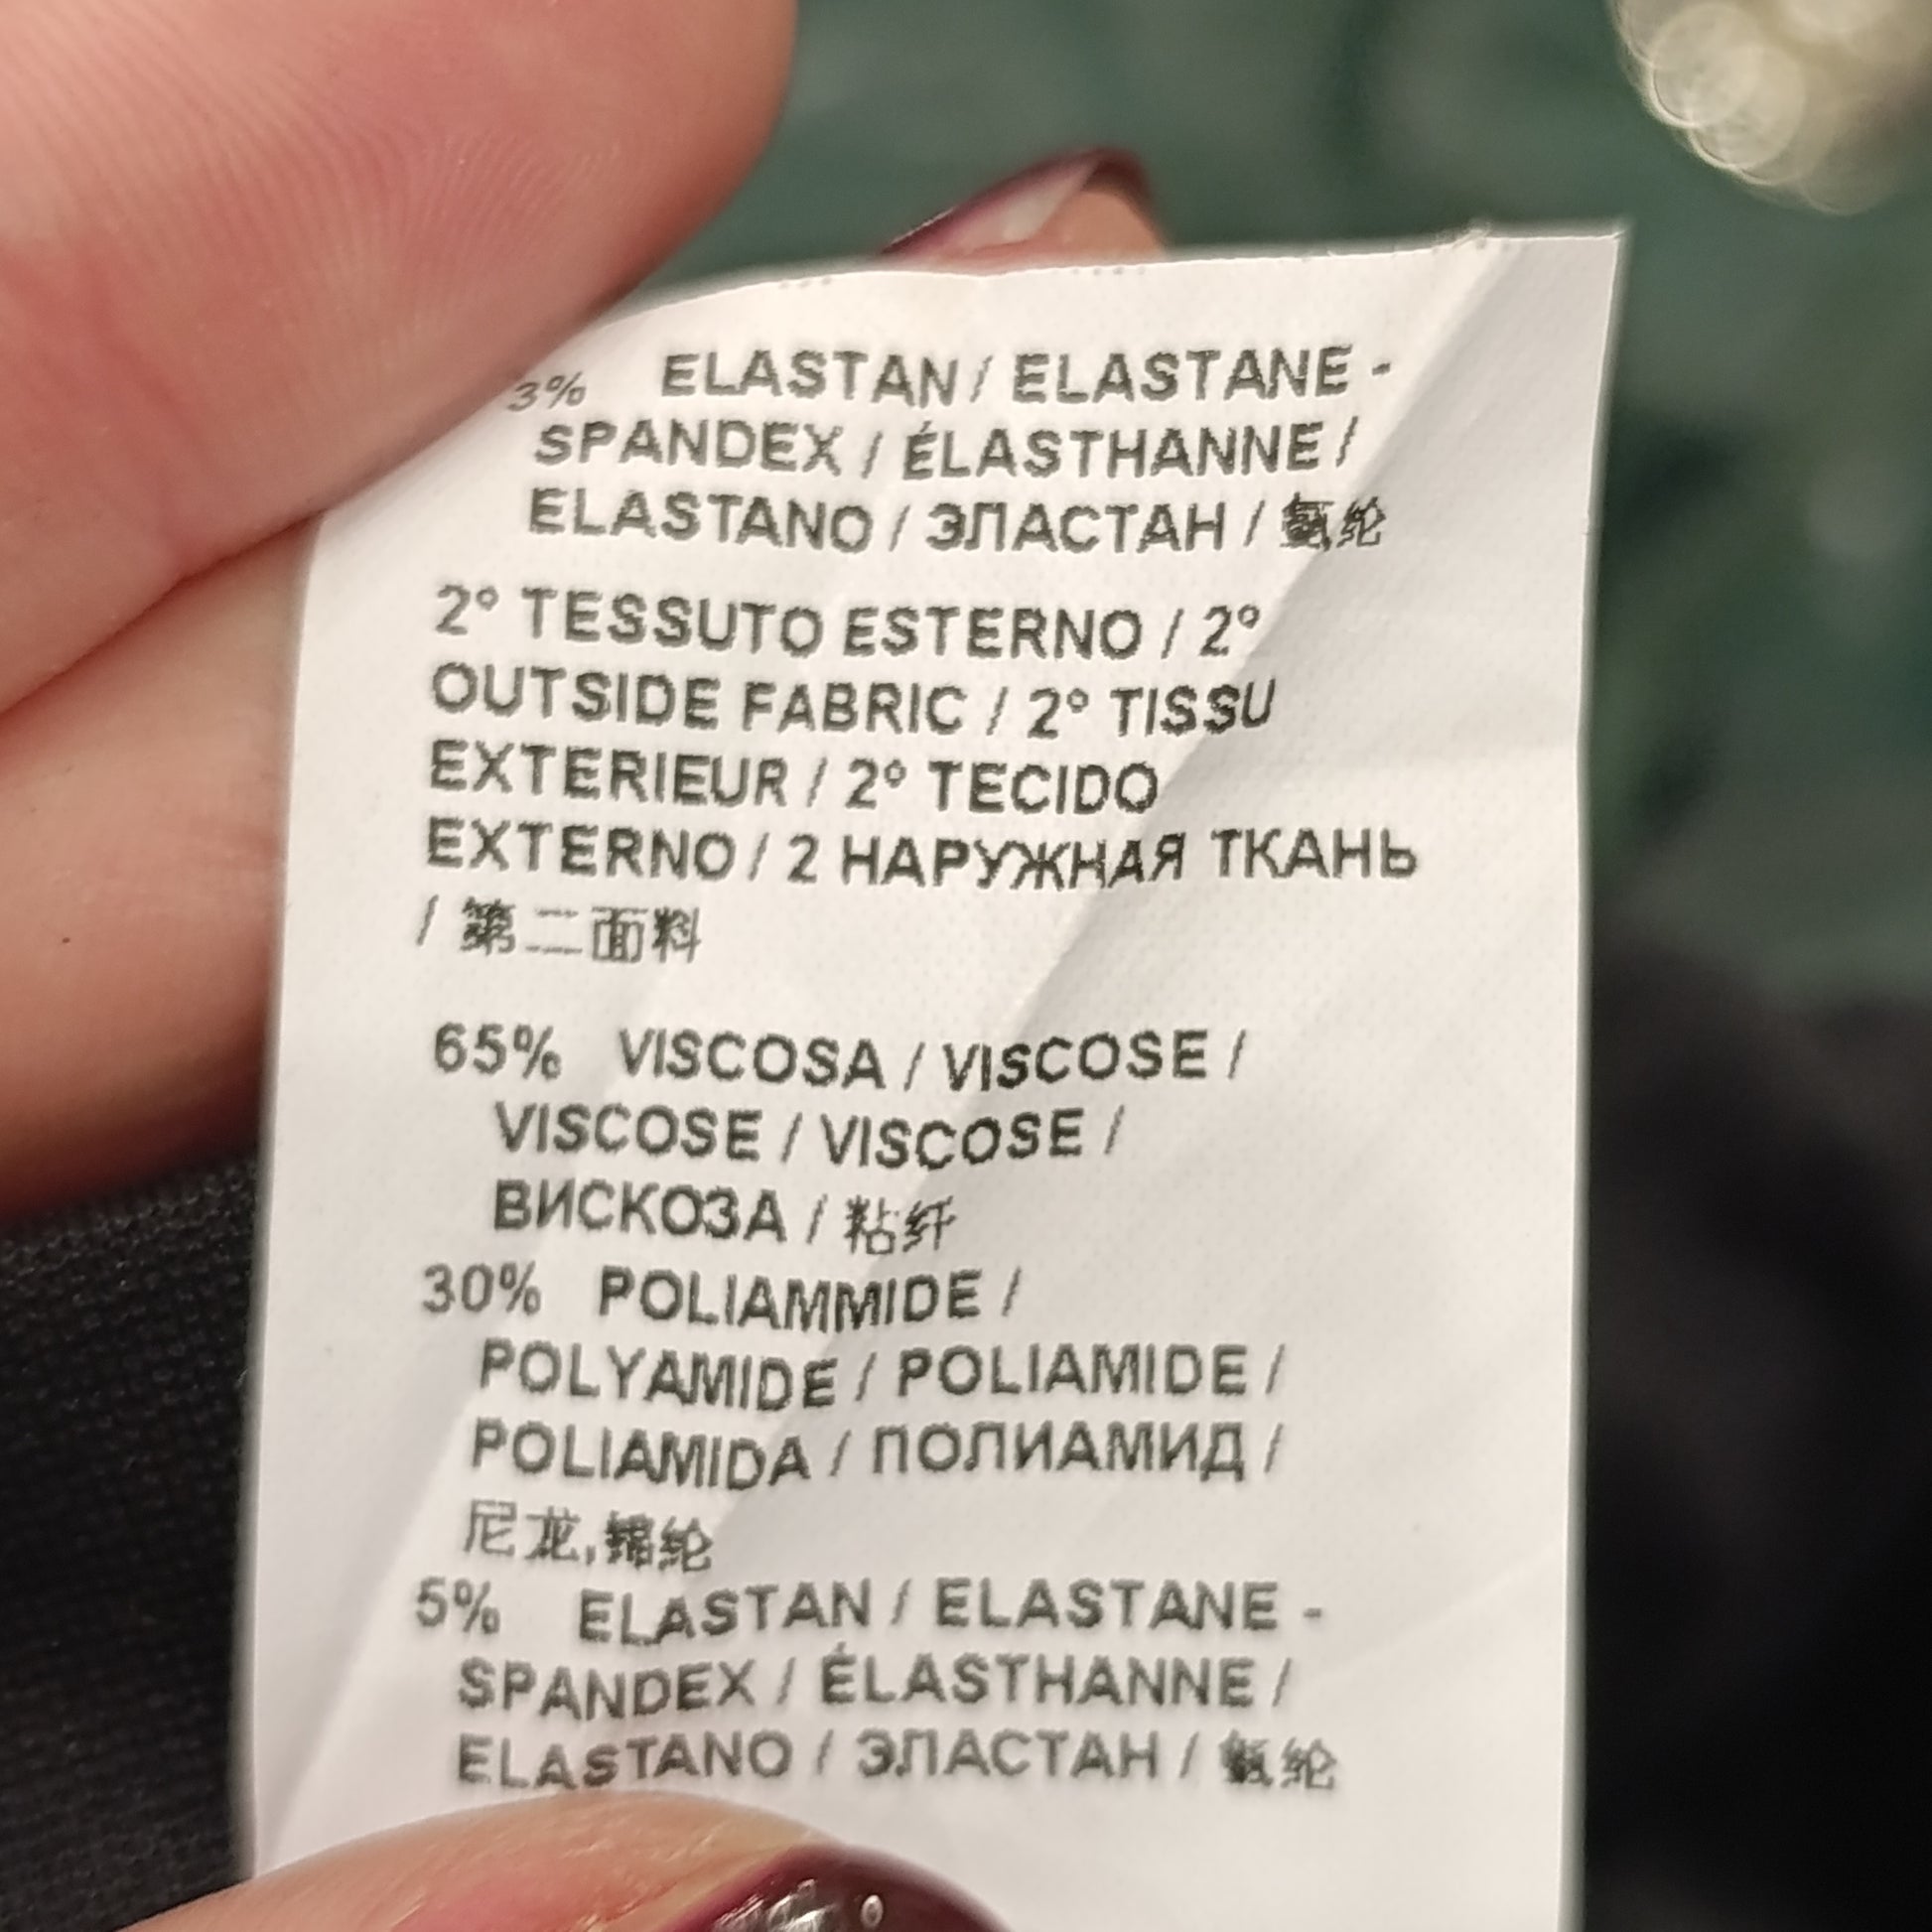 3% ELASTAN / ELASTANE -
SPANDEX / ÉLASTHANNE /
ELASTANO / ЭЛАСТАН / 氨纶
2° TESSUTO ESTERNO / 2°
OUTSIDE FABRIC / 2° TISSU
EXTERIEUR / 2° TECIDO
EXTERNO / 2 НАРУЖНАЯ ТКАНЬ
/ 第二面料
65% VISCOSA / VISCOSE /
VISCOSE / VISCOSE /
ВИСКОЗА / 粘纤
30% POLIAMMIDE /
POLYAMIDE / POLIAMIDE /
POLIAMIDA / ПОЛИАМИД /
尼龙,锦纶
5% ELASTAN / ELASTANE -
SPANDEX / ÉLASTHANNE /
ELASTANO / ЭЛАСТАН / 氨纶